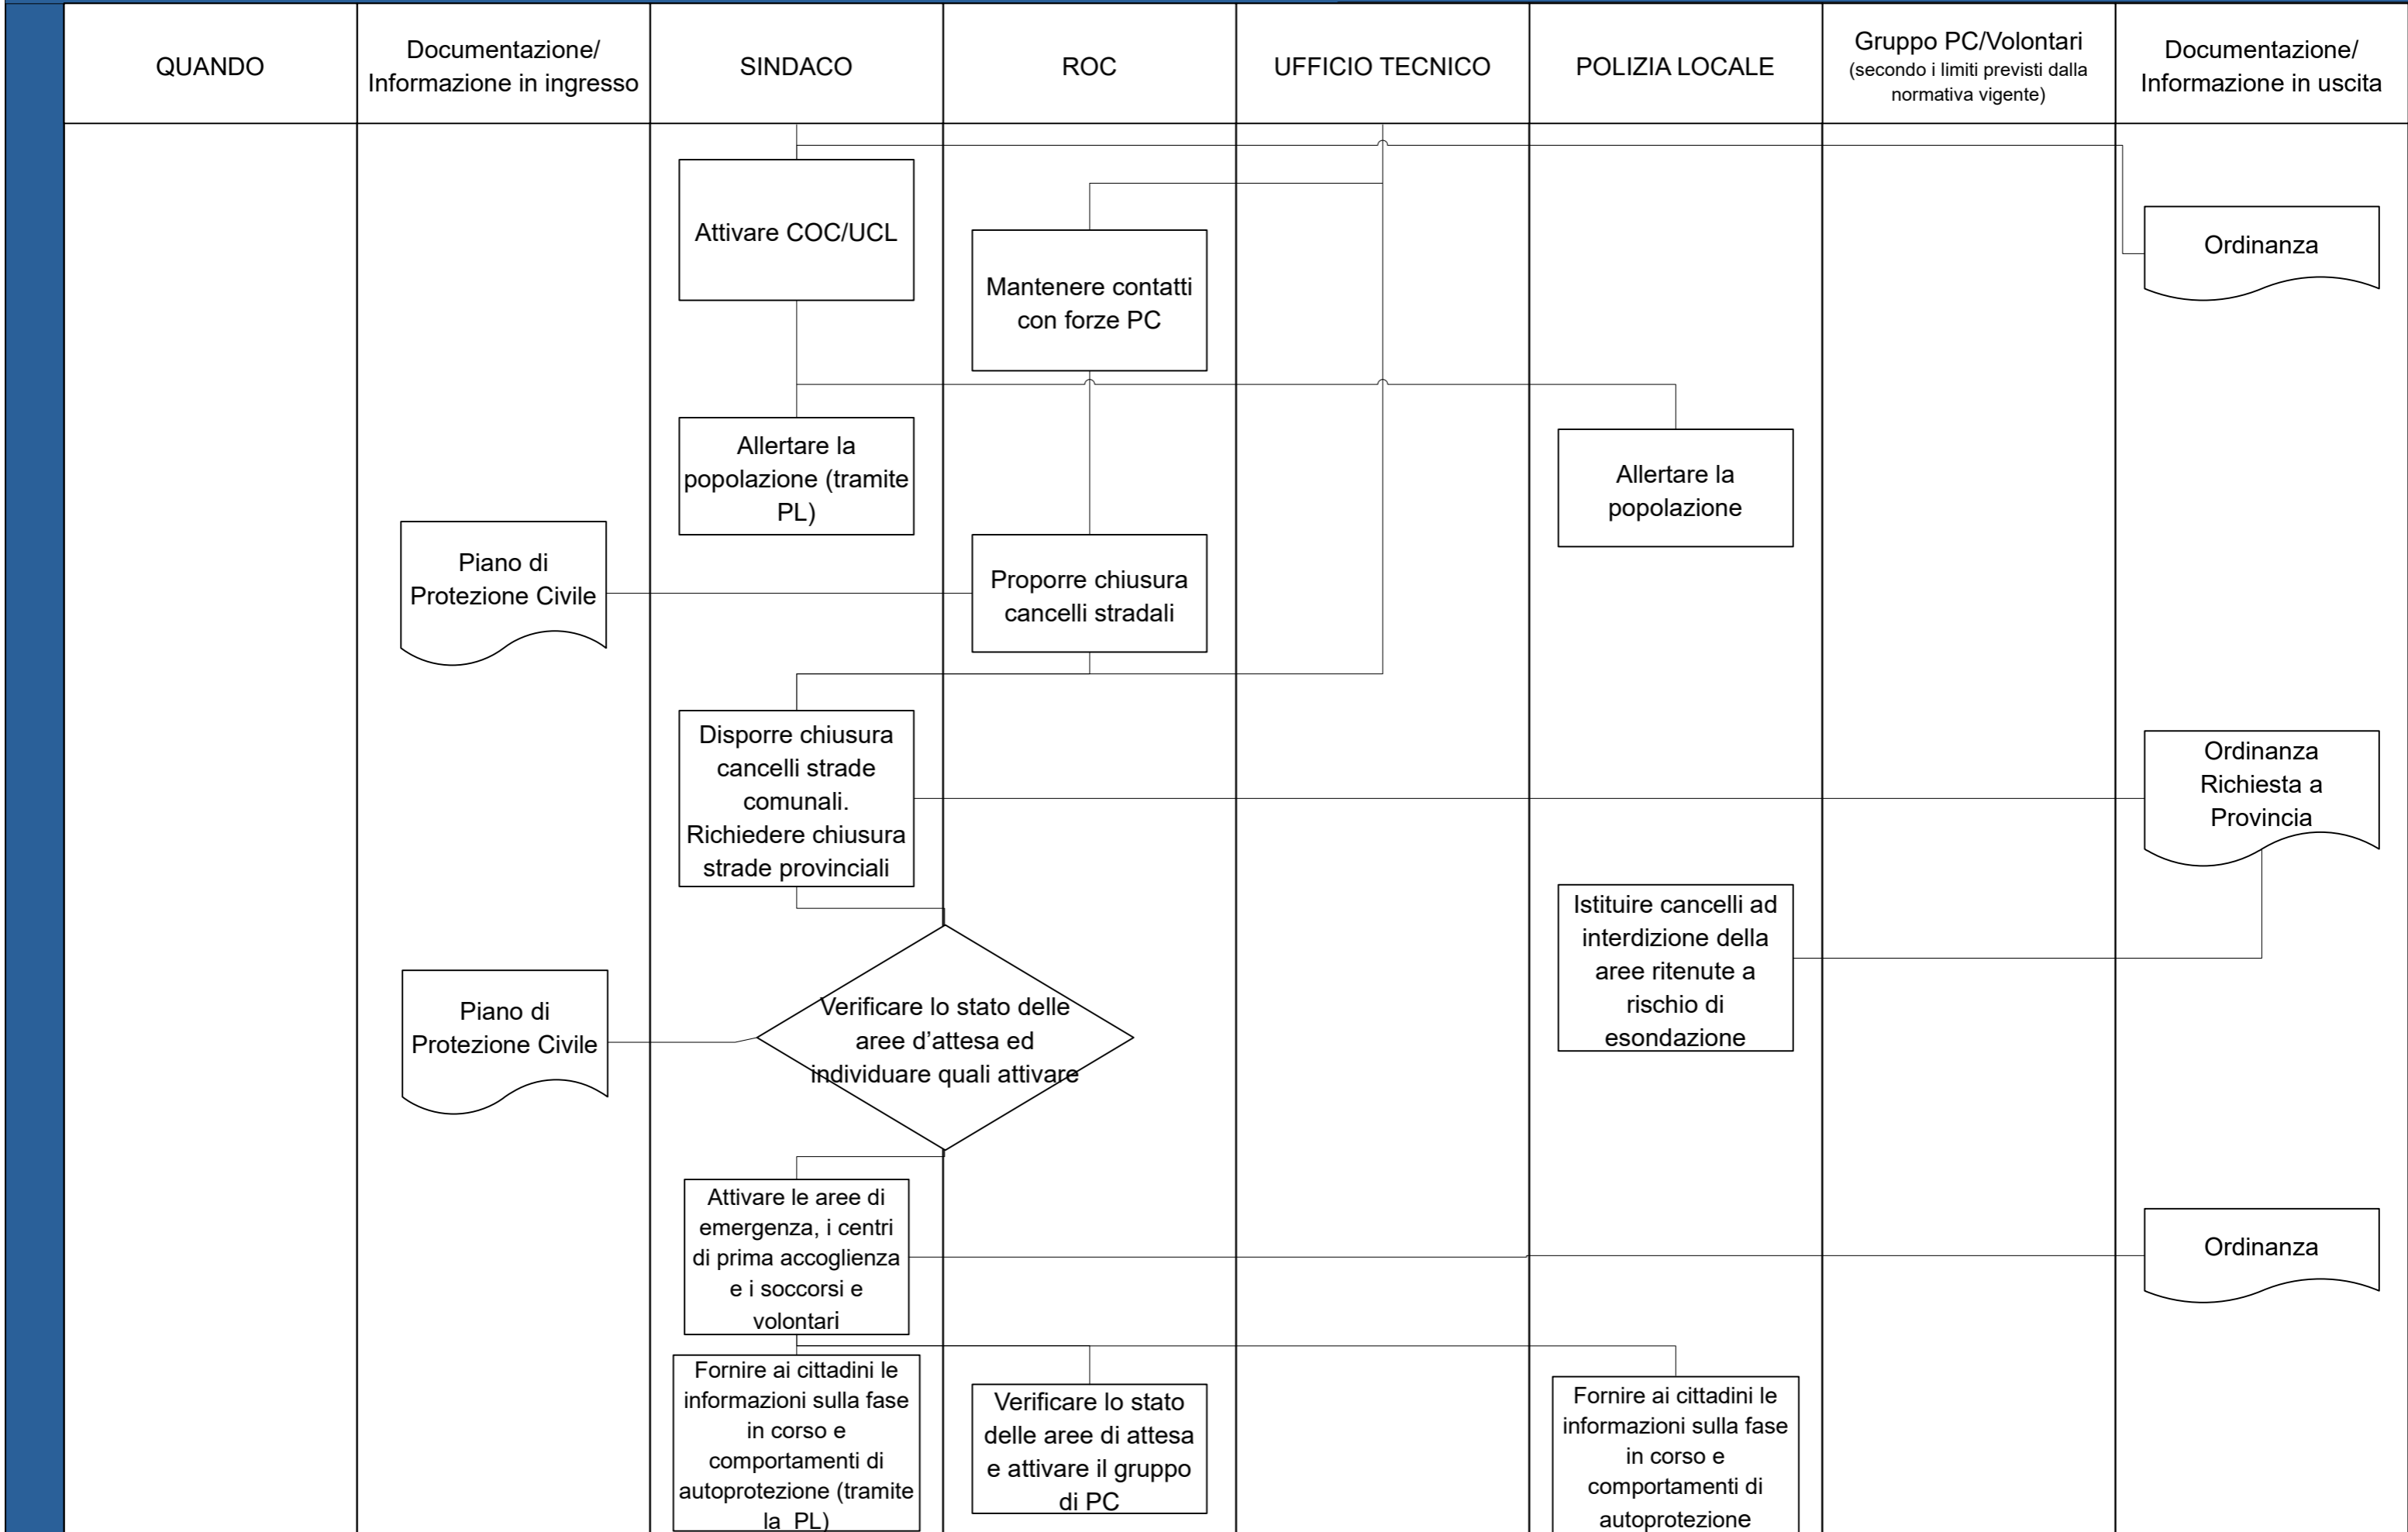 QUANDO
Documentazione/
Informazione in ingresso
SINDACO
ROC
UFFICIO TECNICO
POLIZIA LOCALE
Gruppo PC/Volontari
(secondo i limiti previsti dalla
normativa vigente)
Documentazione/
Informazione in uscita
Attivare COC/UCL
Ordinanza
Mantenere contatti
con forze PC
Allertare la
popolazione (tramite
PL)
Allertare la
popolazione
Piano di
Protezione Civile
Proporre chiusura
cancelli stradali
Disporre chiusura
cancelli strade
comunali.
Richiedere chiusura
strade provinciali
Ordinanza
Richiesta a
Provincia
Istituire cancelli ad
interdizione della
aree ritenute a
rischio di
esondazione
Piano di
Protezione Civile
Verificare lo stato delle
aree d’attesa ed
individuare quali attivare
Attivare le aree di
emergenza, i centri
di prima accoglienza
e i soccorsi e
volontari
Ordinanza
Fornire ai cittadini le
informazioni sulla fase
in corso e
comportamenti di
autoprotezione (tramite
la PL)
Verificare lo stato
delle aree di attesa
e attivare il gruppo
di PC
Fornire ai cittadini le
informazioni sulla fase
in corso e
comportamenti di
autoprotezione